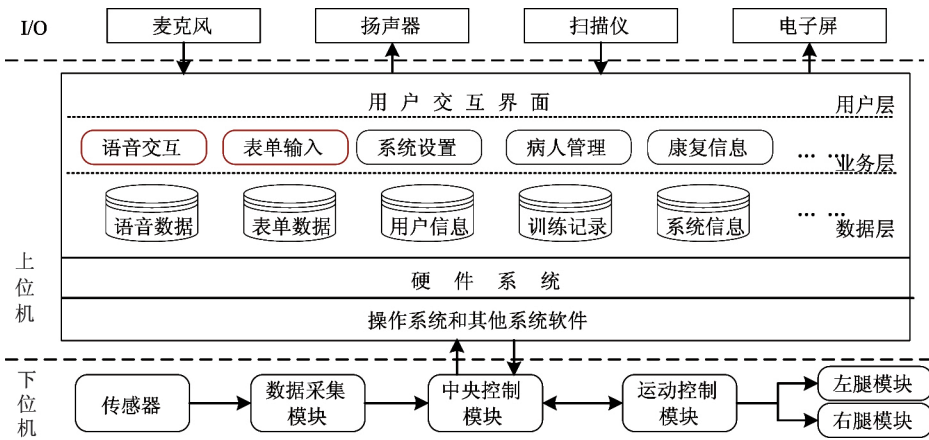 I/O
麦克风
扬声器
扫描仪
电子屏
用户交互界面
用户层
语音交互
表单输入
系统设置
病人管理
康复信息
... ...
业务层
语音数据
表单数据
用户信息
训练记录
系统信息
... ...
数据层
上位机
硬件系统
操作系统和其他系统软件
下位机
传感器
数据采集
模块
中央控制
模块
运动控制
模块
左腿模块
右腿模块